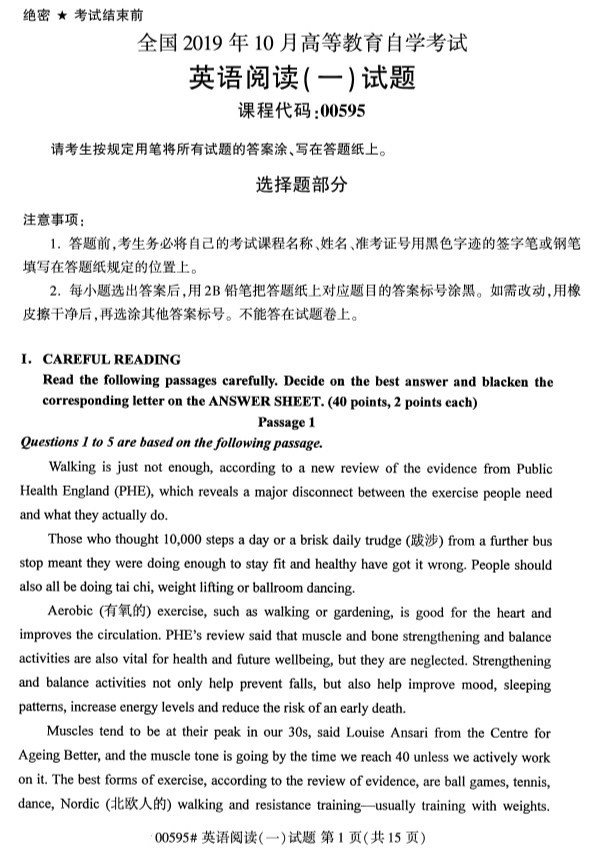 绝密 ★ 考试结束前
全国 2019 年 10 月高等教育自学考试
英语阅读(一)试题
课程代码:00595
请考生按规定用笔将所有试题的答案涂、写在答题纸上。
选择题部分
注意事项:
1. 答题前,考生务必将自己的考试课程名称、姓名、准考证号用黑色字迹的签字笔或钢笔
填写在答题纸规定的位置上。
2. 每小题选出答案后,用 2B 铅笔把答题纸上对应题目的答案标号涂黑。如需改动,用橡
皮擦干净后,再选涂其他答案标号。不能答在试题卷上。
I. CAREFUL READING
Read the following passages carefully. Decide on the best answer and blacken the
corresponding letter on the ANSWER SHEET. (40 points, 2 points each)
Passage 1
Questions 1 to 5 are based on the following passage.
Walking is just not enough, according to a new review of the evidence from Public
Health England (PHE), which reveals a major disconnect between the exercise people need
and what they actually do.
Those who thought 10,000 steps a day or a brisk daily trudge (跋涉) from a further bus
stop meant they were doing enough to stay fit and healthy have got it wrong. People should
also all be doing tai chi, weight lifting or ballroom dancing.
Aerobic (有氧的) exercise, such as walking or gardening, is good for the heart and
improves the circulation. PHE's review said that muscle and bone strengthening and balance
activities are also vital for health and future wellbeing, but they are neglected. Strengthening
and balance activities not only help prevent falls, but also help improve mood, sleeping
patterns, increase energy levels and reduce the risk of an early death.
Muscles tend to be at their peak in our 30s, said Louise Ansari from the Centre for
Ageing Better, and the muscle tone is going by the time we reach 40 unless we actively work
on it. The best forms of exercise, according to the review of evidence, are ball games, tennis,
dance, Nordic (北欧人的) walking and resistance training—usually training with weights.
00595# 英语阅读(一)试题 第 1 页(共 15 页)